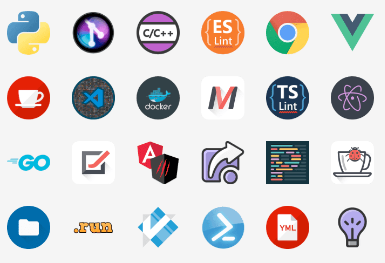 C/C++
ES
Lint
docker
M
TS
Lint
GO
.run
YML